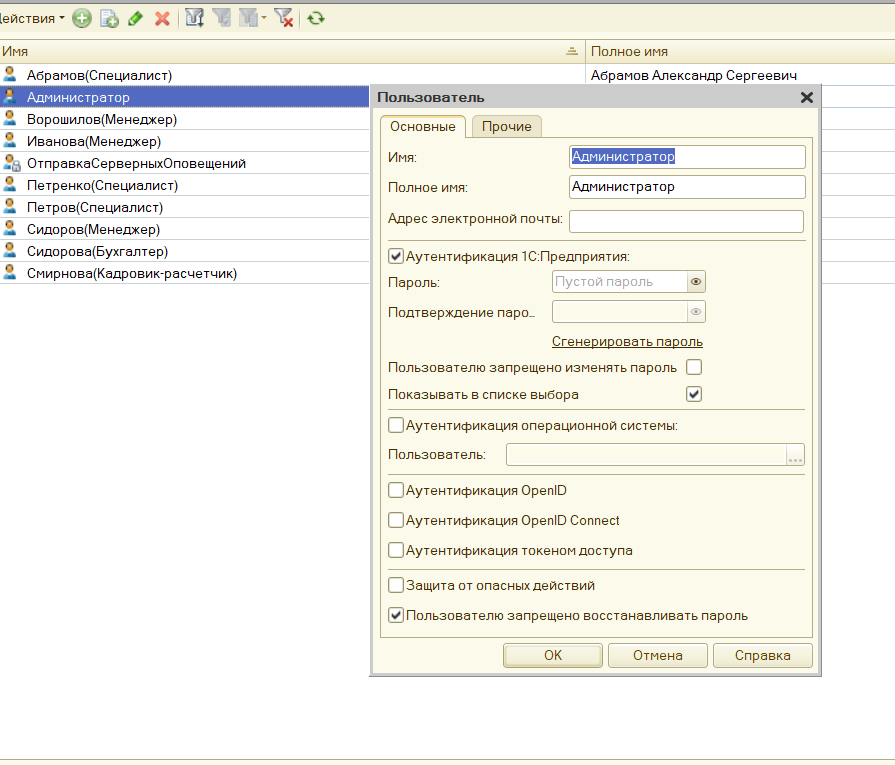 Действия
Имя
Полное имя
Абрамов(Специалист)
Абрамов Александр Сергеевич
Администратор
Ворошилов(Менеджер)
Иванова(Менеджер)
ОтправкаСерверныхОповещений
Петренко(Специалист)
Петров(Специалист)
Сидоров(Менеджер)
Сидорова(Бухгалтер)
Смирнова(Кадровик-расчетчик)
Пользователь
Основные
Прочие
Имя: Администратор
Полное имя: Администратор
Адрес электронной почты:
Аутентификация 1С:Предприятия:
Пароль: Пустой пароль
Подтверждение паро...
Сгенерировать пароль
Пользователю запрещено изменять пароль
Показывать в списке выбора
Аутентификация операционной системы:
Пользователь: ...
Аутентификация OpenID
Аутентификация OpenID Connect
Аутентификация токеном доступа
Защита от опасных действий
Пользователю запрещено восстанавливать пароль
OK Отмена Справка